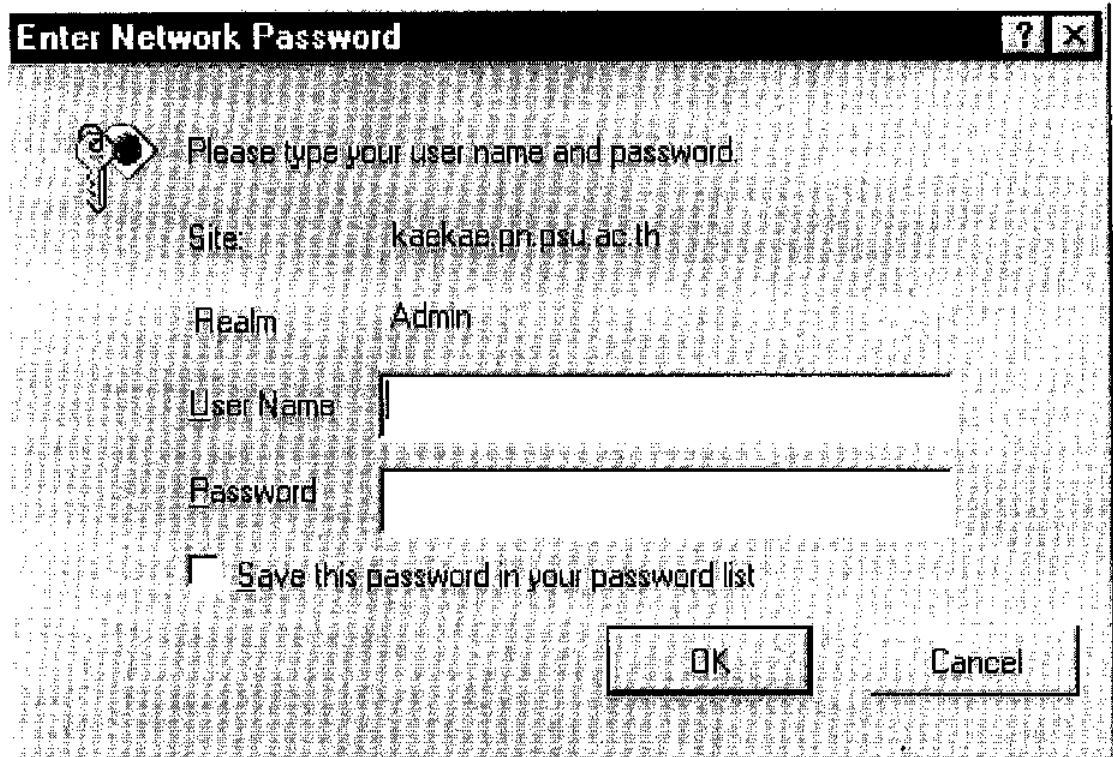 Enter Network Password
Please type your user name and password.
Site: kaekae.pn.psu.ac.th
Realm Admin
User Name
Password
Save this password in your password list
OK Cancel